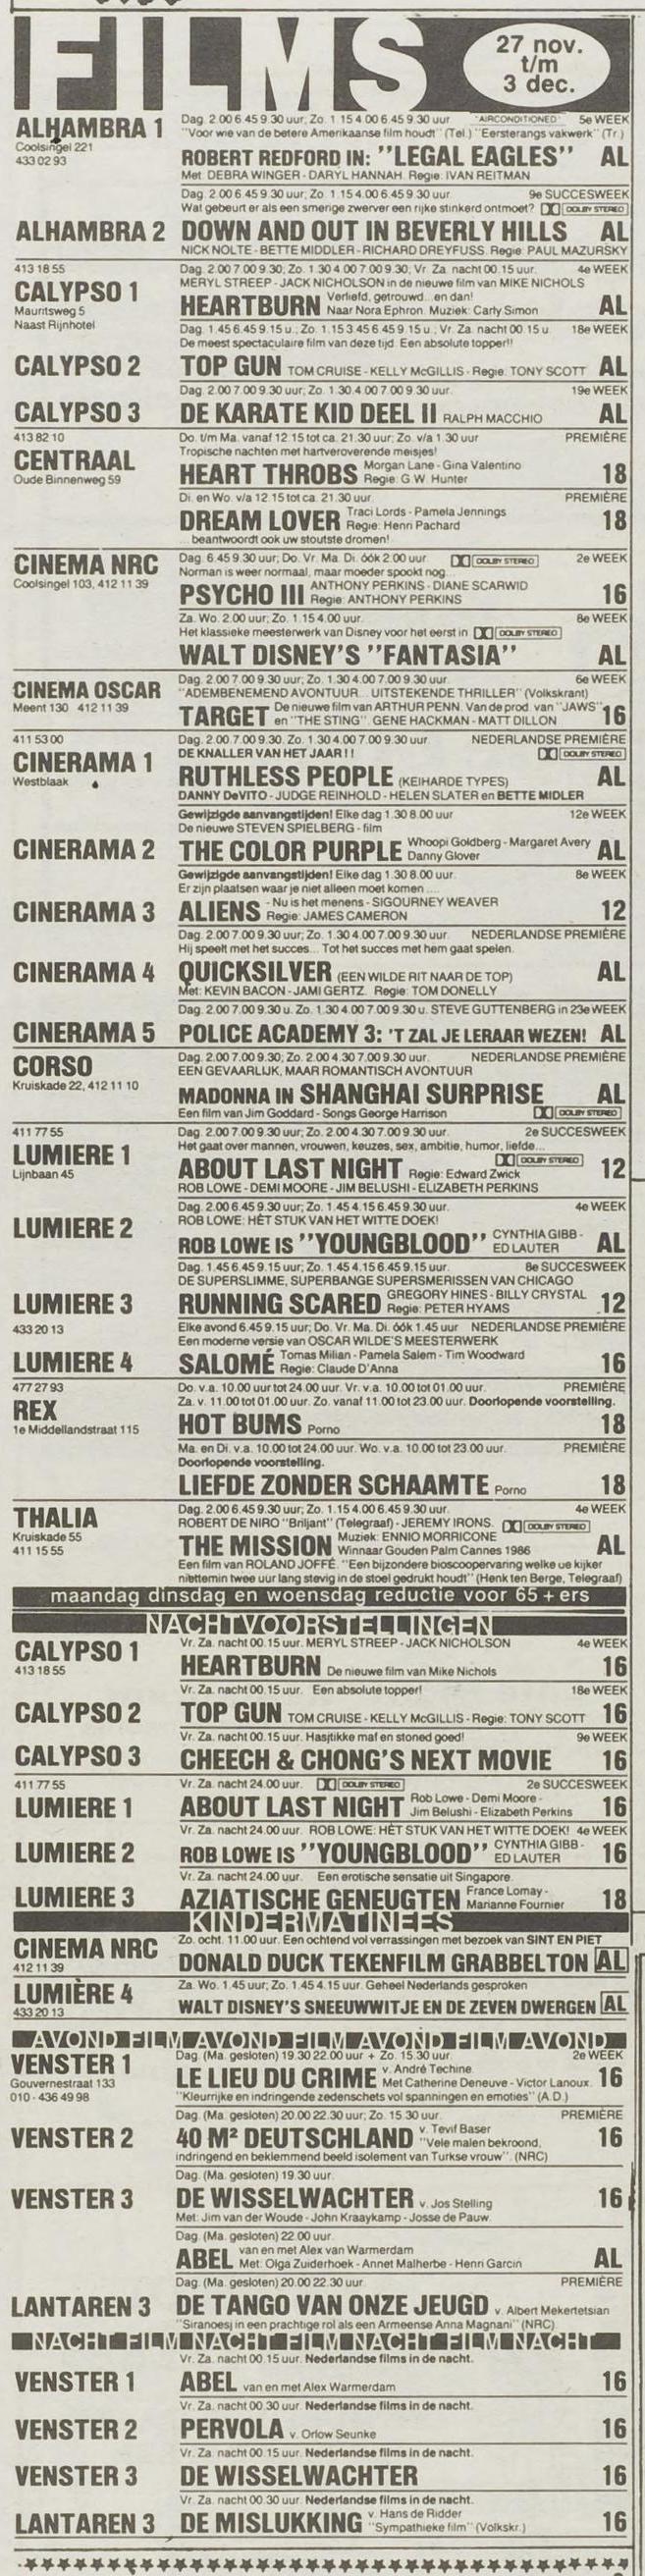 FILMS
27 nov.
t/m
3 dec.
ALHAMBRA 1
Coolsingel 221
433 02 93
Dag. 2.00 6.45 9.30 uur; Zo. 1.15 4.00 6.45 9.30 uur "AIRCONDITIONED" 5e WEEK
"Voor wie van de betere Amerikaanse film houdt" (Tel.) "Eersterangs vakwerk" (Tr.)
ROBERT REDFORD IN: "LEGAL EAGLES" AL
Met: DEBRA WINGER - DARYL HANNAH. Regie: IVAN REITMAN
Dag. 2.00 6.45 9.30 uur; Zo. 1.15 4.00 6.45 9.30 uur. 9e SUCCESWEEK
Wat gebeurt er als een smerige zwerver een rijke stinkerd ontmoet? DOLBY STEREO
ALHAMBRA 2 DOWN AND OUT IN BEVERLY HILLS AL
NICK NOLTE - BETTE MIDDLER - RICHARD DREYFUSS. Regie: PAUL MAZURSKY
413 18 55
CALYPSO 1
Mauritsweg 5
Naast Rijnhotel
Dag. 2.00 7.00 9.30; Zo. 1.30 4.00 7.00 9.30; Vr. Za. nacht 00.15 uur. 4e WEEK
MERYL STREEP - JACK NICHOLSON in de nieuwe film van MIKE NICHOLS
HEARTBURN Verliefd, getrouwd...en dan! Naar Nora Ephron. Muziek: Carly Simon AL
Dag. 1.45 6.45 9.15 u.; Zo. 1.15 3.45 6.45 9.15 u.; Vr. Za. nacht 00.15 u. 18e WEEK
De meest spectaculaire film van deze tijd. Een absolute topper!!
CALYPSO 2 TOP GUN TOM CRUISE - KELLY McGILLIS - Regie: TONY SCOTT AL
Dag. 2.00 7.00 9.30 uur; Zo. 1.30 4.00 7.00 9.30 uur. 19e WEEK
CALYPSO 3 DE KARATE KID DEEL II RALPH MACCHIO AL
413 82 10
CENTRAAL
Oude Binnenweg 59
Do. t/m Ma. vanaf 12.15 tot ca. 21.30 uur; Zo. v/a 1.30 uur PREMIÈRE
Tropische nachten met hartveroverende meisjes!
HEART THROBS Morgan Lane - Gina Valentino Regie: G.W. Hunter 18
Di. en Wo. v/a 12.15 tot ca. 21.30 uur. PREMIÈRE
DREAM LOVER Traci Lords - Pamela Jennings Regie: Henri Pachard 18
... beantwoordt ook uw stoutste dromen!
CINEMA NRC
Coolsingel 103, 412 11 39
Dag. 6.45 9.30 uur; Do. Vr. Ma. Di. óók 2.00 uur. DOLBY STEREO 2e WEEK
Norman is weer normaal, maar moeder spookt nog...
PSYCHO III ANTHONY PERKINS - DIANE SCARWID Regie: ANTHONY PERKINS 16
Za. Wo. 2.00 uur; Zo. 1.15 4.00 uur. 8e WEEK
Het klassieke meesterwerk van Disney voor het eerst in DOLBY STEREO
WALT DISNEY'S "FANTASIA" AL
CINEMA OSCAR
Meent 130 412 11 39
Dag. 2.00 7.00 9.30 uur; Zo. 1.30 4.00 7.00 9.30 uur. 6e WEEK
"ADEMBENEMEND AVONTUUR... UITSTEKENDE THRILLER" (Volkskrant)
TARGET De nieuwe film van ARTHUR PENN. Van de prod. van "JAWS" en "THE STING". GENE HACKMAN - MATT DILLON 16
411 53 00
CINERAMA 1
Westblaak
Dag. 2.00 7.00 9.30. Zo. 1.30 4.00 7.00 9.30 uur. NEDERLANDSE PREMIÈRE
DE KNALLER VAN HET JAAR!! DOLBY STEREO
RUTHLESS PEOPLE (KEIHARDE TYPES) AL
DANNY DeVITO - JUDGE REINHOLD - HELEN SLATER en BETTE MIDLER
Gewijzigde aanvangstijden! Elke dag 1.30 8.00 uur 12e WEEK
De nieuwe STEVEN SPIELBERG - film
CINERAMA 2 THE COLOR PURPLE Whoopi Goldberg - Margaret Avery Danny Glover AL
Gewijzigde aanvangstijden! Elke dag 1.30 8.00 uur. 8e WEEK
Er zijn plaatsen waar je niet alleen moet komen....
CINERAMA 3 ALIENS - Nu is het menens - SIGOURNEY WEAVER Regie: JAMES CAMERON 12
Dag. 2.00 7.00 9.30 uur; Zo. 1.30 4.00 7.00 9.30 uur. NEDERLANDSE PREMIÈRE
Hij speelt met het succes... Tot het succes met hem gaat spelen.
CINERAMA 4 QUICKSILVER (EEN WILDE RIT NAAR DE TOP) AL
Met: KEVIN BACON - JAMI GERTZ. Regie: TOM DONELLY
Dag. 2.00 7.00 9.30 u. Zo. 1.30 4.00 7.00 9.30 u. STEVE GUTTENBERG in 23e WEEK
CINERAMA 5 POLICE ACADEMY 3: 'T ZAL JE LERAAR WEZEN! AL
CORSO
Kruiskade 22, 412 11 10
Dag. 2.00 7.00 9.30; Zo. 2.00 4.30 7.00 9.30 uur. NEDERLANDSE PREMIÈRE
EEN GEVAARLIJK, MAAR ROMANTISCH AVONTUUR
MADONNA IN SHANGHAI SURPRISE AL
Een film van Jim Goddard - Songs George Harrison DOLBY STEREO
411 77 55
LUMIERE 1
Lijnbaan 45
Dag. 2.00 7.00 9.30 uur; Zo. 2.00 4.30 7.00 9.30 uur. 2e SUCCESWEEK
Het gaat over mannen, vrouwen, keuzes, sex, ambitie, humor, liefde... DOLBY STEREO
ABOUT LAST NIGHT Regie: Edward Zwick 12
ROB LOWE - DEMI MOORE - JIM BELUSHI - ELIZABETH PERKINS
Dag. 2.00 6.45 9.30 uur; Zo. 1.45 4.15 6.45 9.30 uur. 4e WEEK
ROB LOWE: HÈT STUK VAN HET WITTE DOEK!
LUMIERE 2 ROB LOWE IS "YOUNGBLOOD" CYNTHIA GIBB - ED LAUTER AL
Dag. 1.45 6.45 9.15 uur; Zo. 1.45 4.15 6.45 9.15 uur. 8e SUCCESWEEK
DE SUPERSLIMME, SUPERBANGE SUPERSMERISSEN VAN CHICAGO
LUMIERE 3 RUNNING SCARED GREGORY HINES - BILLY CRYSTAL Regie: PETER HYAMS 12
433 20 13
Elke avond 6.45 9.15 uur; Do. Vr. Ma. Di. óók 1.45 uur NEDERLANDSE PREMIÈRE
Een moderne versie van OSCAR WILDE'S MEESTERWERK
LUMIERE 4 SALOMÉ Tomas Milian - Pamela Salem - Tim Woodward Regie: Claude D'Anna 16
477 27 93
REX
1e Middellandstraat 115
Do. v.a. 10.00 uur tot 24.00 uur. Vr. v.a. 10.00 tot 01.00 uur. PREMIÈRE
Za. v. 11.00 tot 01.00 uur. Zo. vanaf 11.00 tot 23.00 uur. Doorlopende voorstelling.
HOT BUMS Porno 18
Ma. en Di. v.a. 10.00 tot 24.00 uur. Wo. v.a. 10.00 tot 23.00 uur. PREMIÈRE
Doorlopende voorstelling.
LIEFDE ZONDER SCHAAMTE Porno 18
THALIA
Kruiskade 55
411 15 55
Dag. 2.00 6.45 9.30 uur; Zo. 1.15 4.00 6.45 9.30 uur. 4e WEEK
ROBERT DE NIRO "Briljant" (Telegraaf) - JEREMY IRONS. DOLBY STEREO
THE MISSION Muziek: ENNIO MORRICONE Winnaar Gouden Palm Cannes 1986 AL
Een film van ROLAND JOFFÉ. "Een bijzondere bioscoopervaring welke ue kijker
niettemin twee uur lang stevig in de stoel gedrukt houdt" (Henk ten Berge, Telegraaf)
maandag dinsdag en woensdag reductie voor 65+ers
NACHTVOORSTELLINGEN
CALYPSO 1
413 18 55
Vr. Za. nacht 00.15 uur. MERYL STREEP - JACK NICHOLSON 4e WEEK
HEARTBURN De nieuwe film van Mike Nichols 16
Vr. Za. nacht 00.15 uur. Een absolute topper! 18e WEEK
CALYPSO 2 TOP GUN TOM CRUISE - KELLY McGILLIS - Regie: TONY SCOTT 16
Vr. Za. nacht 00.15 uur. Hasjtikke maf en stoned goed! 9e WEEK
CALYPSO 3 CHEECH & CHONG'S NEXT MOVIE 16
411 77 55
Vr. Za. nacht 24.00 uur. DOLBY STEREO 2e SUCCESWEEK
LUMIERE 1 ABOUT LAST NIGHT Rob Lowe - Demi Moore - Jim Belushi - Elizabeth Perkins 16
Vr. Za. nacht 24.00 uur. ROB LOWE: HÈT STUK VAN HET WITTE DOEK! 4e WEEK
LUMIERE 2 ROB LOWE IS "YOUNGBLOOD" CYNTHIA GIBB - ED LAUTER 16
Vr. Za. nacht 24.00 uur. Een erotische sensatie uit Singapore.
LUMIERE 3 AZIATISCHE GENEUGTEN France Lomay - Marianne Fournier 18
KINDERMATINEES
CINEMA NRC
412 11 39
Zo. ocht. 11.00 uur. Een ochtend vol verrassingen met bezoek van SINT EN PIET
DONALD DUCK TEKENFILM GRABBELTON AL
LUMIÈRE 4
433 20 13
Za. Wo. 1.45 uur; Zo. 1.45 4.15 uur. Geheel Nederlands gesproken
WALT DISNEY'S SNEEUWWITJE EN DE ZEVEN DWERGEN AL
AVOND FILM AVOND FILM AVOND FILM AVOND
VENSTER 1
Gouvernestraat 133
010 - 436 49 98
Dag. (Ma. gesloten) 19.30 22.00 uur + Zo. 15.30 uur. 2e WEEK
LE LIEU DU CRIME v. André Techine. Met Catherine Deneuve - Victor Lanoux. 16
"Kleurrijke en indringende zedenschets vol spanningen en emoties" (A.D.)
Dag. (Ma. gesloten) 20.00 22.30 uur; Zo. 15.30 uur. PREMIÈRE
VENSTER 2 40 M² DEUTSCHLAND v. Tevif Baser "Vele malen bekroond, 16
indringend en beklemmend beeld isolement van Turkse vrouw". (NRC)
Dag. (Ma. gesloten) 19.30 uur.
VENSTER 3 DE WISSELWACHTER v. Jos Stelling 16
Met: Jim van der Woude - John Kraaykamp - Josse de Pauw.
Dag. (Ma. gesloten) 22.00 uur.
ABEL van en met Alex van Warmerdam Met: Olga Zuiderhoek - Annet Malherbe - Henri Garcin AL
Dag. (Ma. gesloten) 20.00 22.30 uur. PREMIÈRE
LANTAREN 3 DE TANGO VAN ONZE JEUGD v. Albert Mekertetsian
"Siranoesj in een prachtige rol als een Armeense Anna Magnani" (NRC)
NACHT FILM NACHT FILM NACHT FILM NACHT
Vr. Za. nacht 00.15 uur. Nederlandse films in de nacht.
VENSTER 1 ABEL van en met Alex Warmerdam 16
Vr. Za. nacht 00.30 uur. Nederlandse films in de nacht.
VENSTER 2 PERVOLA v. Orlow Seunke 16
Vr. Za. nacht 00.15 uur. Nederlandse films in de nacht.
VENSTER 3 DE WISSELWACHTER 16
Vr. Za. nacht 00.30 uur. Nederlandse films in de nacht.
LANTAREN 3 DE MISLUKKING v. Hans de Ridder "Sympathieke film" (Volkskr.) 16